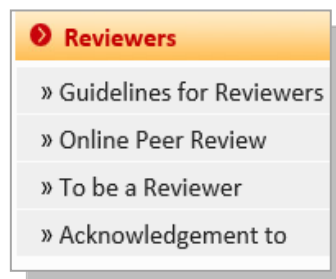 Reviewers
» Guidelines for Reviewers
» Online Peer Review
» To be a Reviewer
» Acknowledgement to